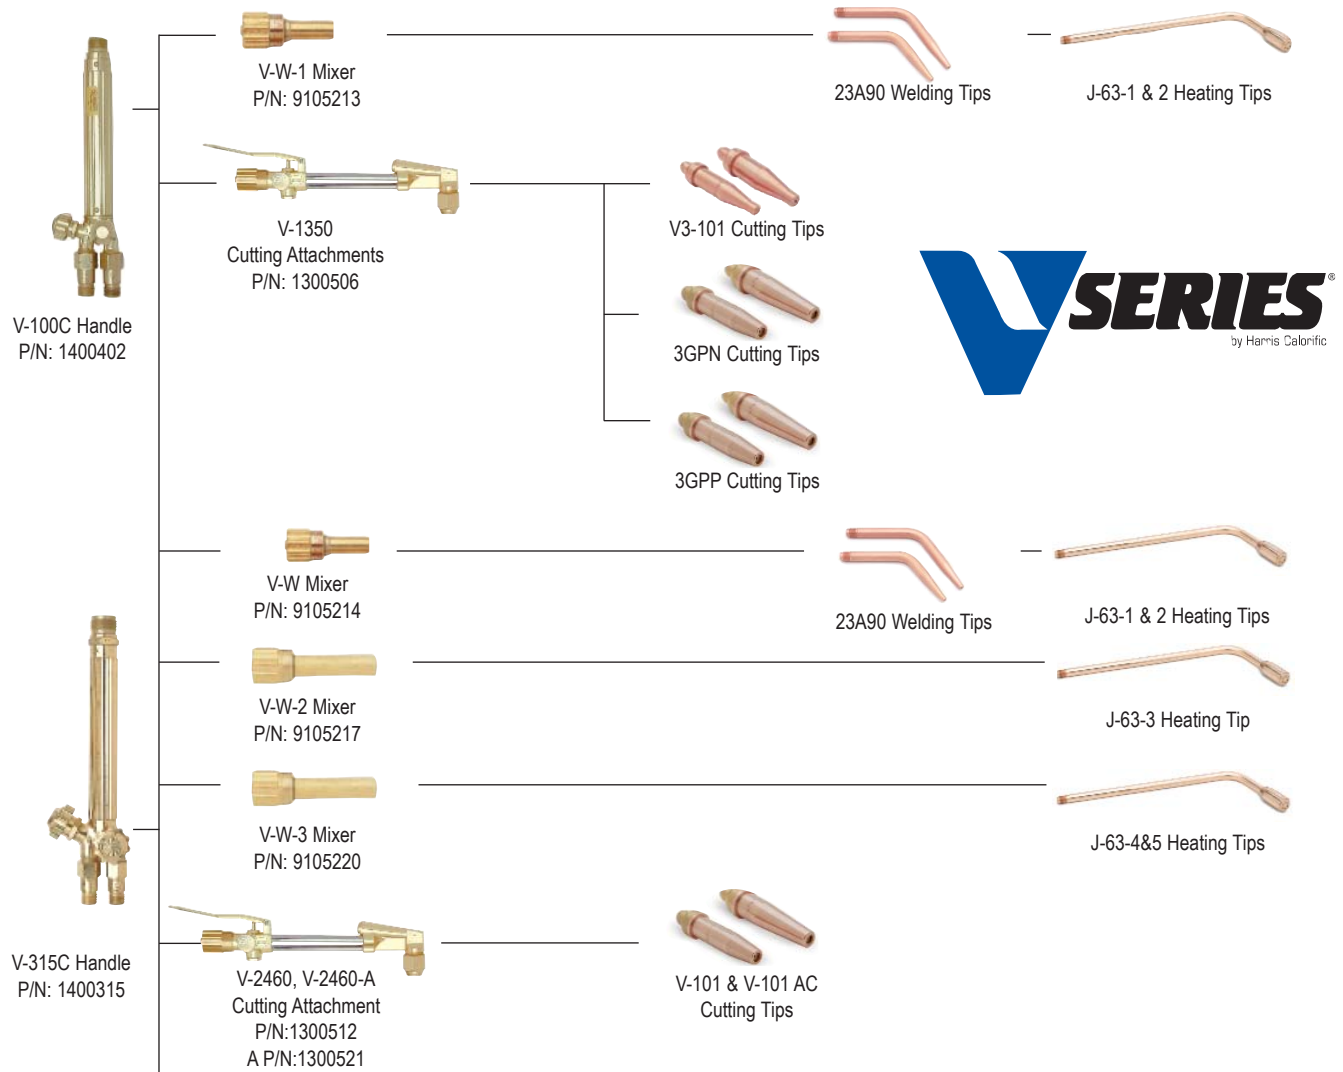 V-W-1 Mixer
P/N: 9105213
23A90 Welding Tips
J-63-1 & 2 Heating Tips
V-100C Handle
P/N: 1400402
V-1350
Cutting Attachments
P/N: 1300506
V3-101 Cutting Tips
3GPN Cutting Tips
3GPP Cutting Tips
V SERIES®
by Harris Calorific
V-W Mixer
P/N: 9105214
23A90 Welding Tips
J-63-1 & 2 Heating Tips
V-W-2 Mixer
P/N: 9105217
J-63-3 Heating Tip
V-W-3 Mixer
P/N: 9105220
J-63-4&5 Heating Tips
V-315C Handle
P/N: 1400315
V-2460, V-2460-A
Cutting Attachment
P/N:1300512
A P/N:1300521
V-101 & V-101 AC
Cutting Tips